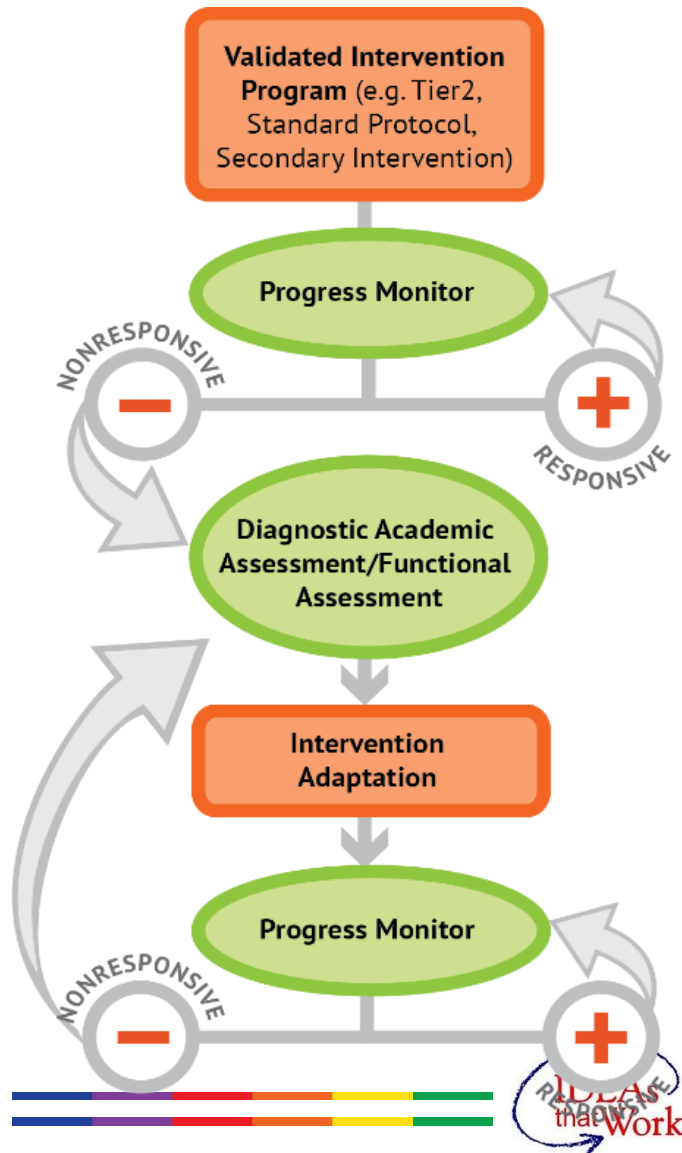 Validated Intervention
Program (e.g. Tier2,
Standard Protocol,
Secondary Intervention)
Progress Monitor
NONRESPONSIVE
RESPONSIVE
Diagnostic Academic
Assessment/Functional
Assessment
Intervention
Adaptation
Progress Monitor
NONRESPONSIVE
RESPONSIVE
IDEAs
that Work